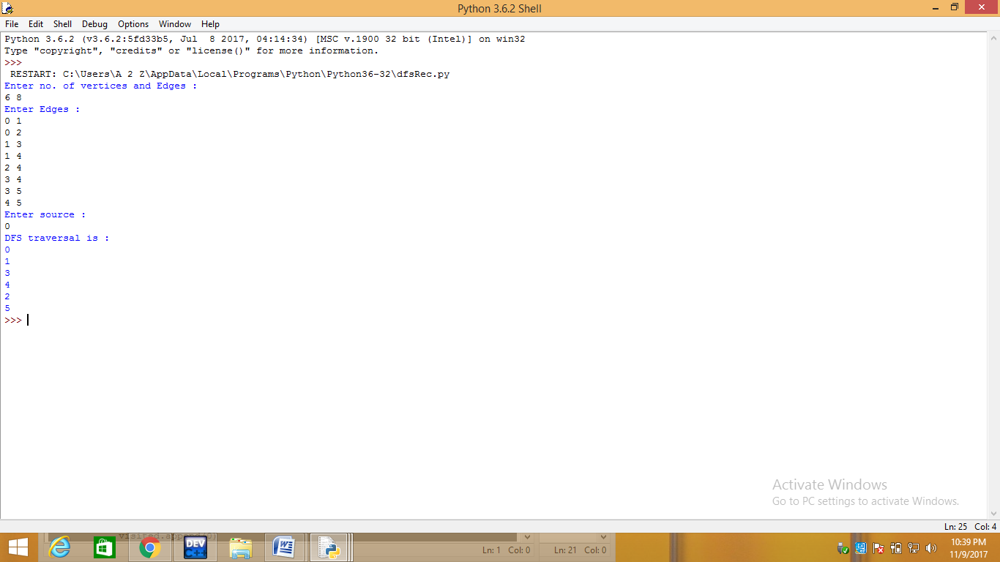 Python 3.6.2 Shell
File Edit Shell Debug Options Window Help
Python 3.6.2 (v3.6.2:5fd33b5, Jul  8 2017, 04:14:34) [MSC v.1900 32 bit (Intel)] on win32
Type "copyright", "credits" or "license()" for more information.
>>>
 RESTART: C:\Users\A 2 Z\AppData\Local\Programs\Python\Python36-32\dfsRec.py
Enter no. of vertices and Edges :
6 8
Enter Edges :
0 1
0 2
1 3
1 4
2 4
3 4
3 5
4 5
Enter source :
0
DFS traversal is :
0
1
3
4
2
5
>>>
Activate Windows
Go to PC settings to activate Windows.
Ln: 25 Col: 4
DEV C++
Ln: 1 Col: 0
Ln: 21 Col: 0
10:39 PM
11/9/2017